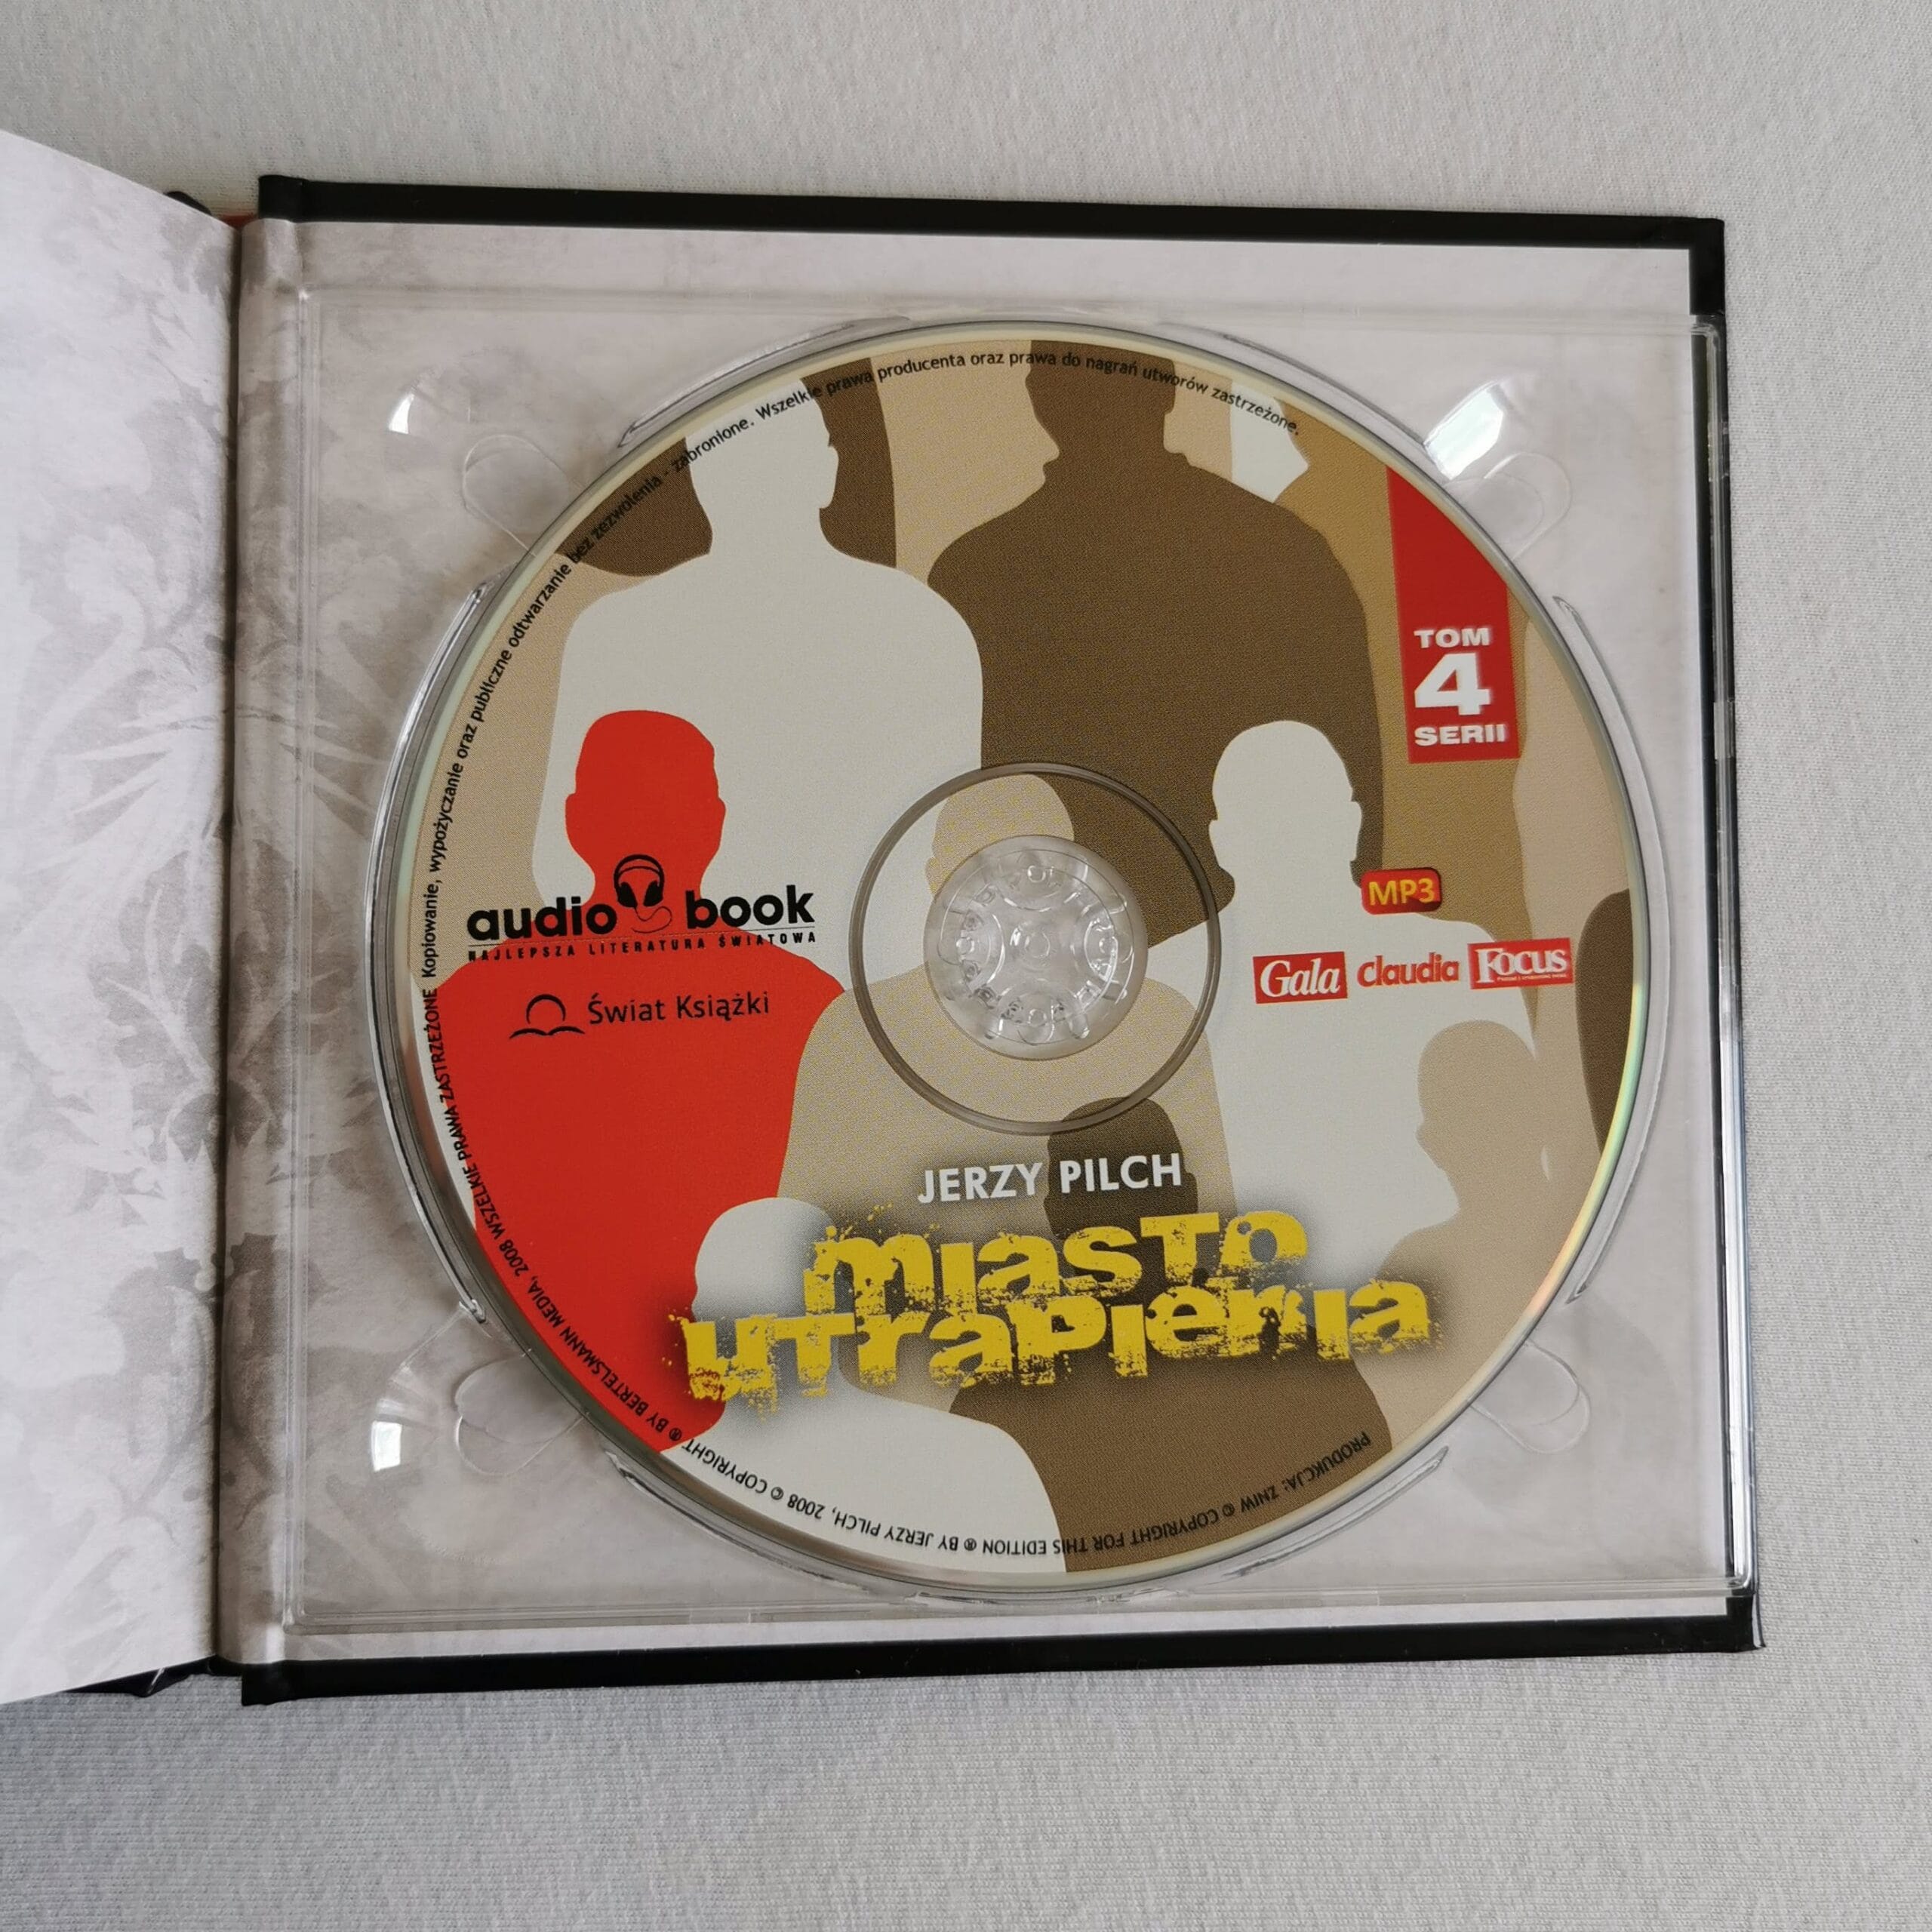 Kopiowanie, wypożyczanie oraz publiczne odtwarzanie bez zezwolenia - zabronione. Wszelkie prawa producenta oraz prawa do nagrań utworów zastrzeżone.
TOM
4
SERII
audio book
NAJLEPSZA LITERATURA ŚWIATOWA
Świat Książki
MP3
Gala Claudia Focus
JERZY PILCH
miasto
utrapienia
PRODUKCJA: ZNIW © COPYRIGHT FOR THIS EDITION ® BY JERZY PILCH, 2008 © COPYRIGHT ® BY BERTELSMANN MEDIA, 2008 WSZELKIE PRAWA ZASTRZEŻONE